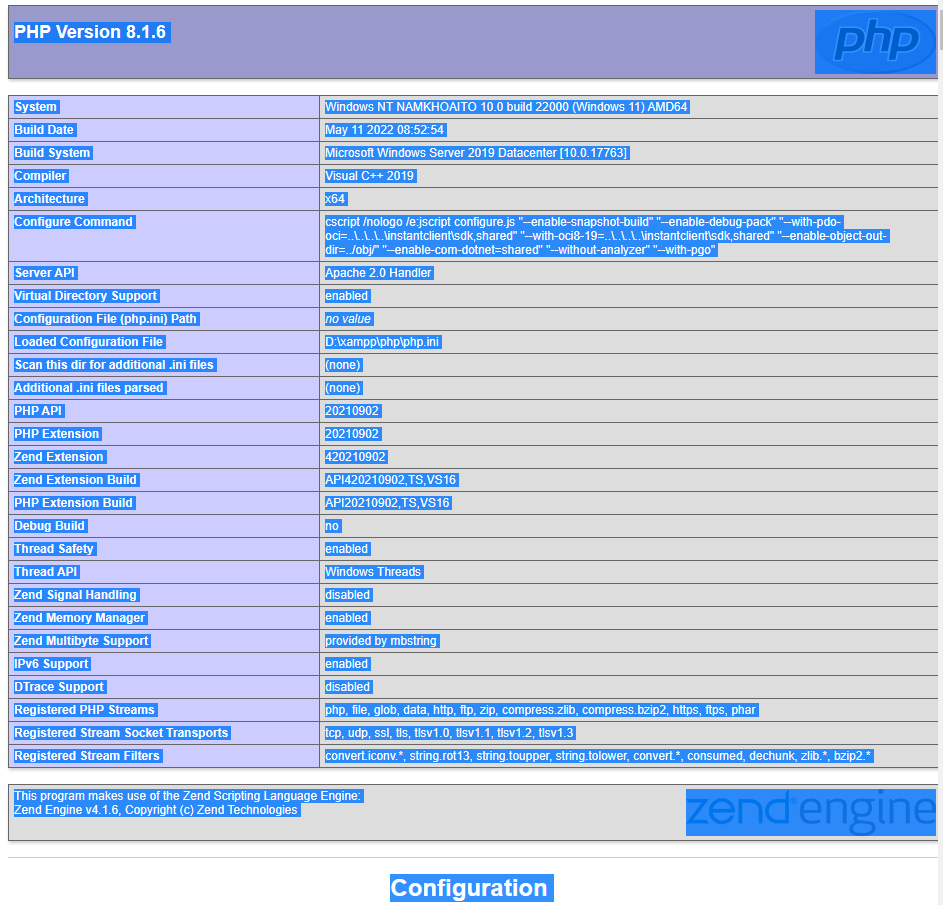 PHP Version 8.1.6
php
System Windows NT NAMKHOAITO 10.0 build 22000 (Windows 11) AMD64
Build Date May 11 2022 08:52:54
Build System Microsoft Windows Server 2019 Datacenter [10.0.17763]
Compiler Visual C++ 2019
Architecture x64
Configure Command cscript /nologo /e:jscript configure.js "--enable-snapshot-build" "--enable-debug-pack" "--with-pdo-
oci=..\..\..\..\instantclient\sdk,shared" "--with-oci8-19=..\..\..\..\instantclient\sdk,shared" "--enable-object-out-
dir=../obj/" "--enable-com-dotnet=shared" "--without-analyzer" "--with-pgo"
Server API Apache 2.0 Handler
Virtual Directory Support enabled
Configuration File (php.ini) Path no value
Loaded Configuration File D:\xampp\php\php.ini
Scan this dir for additional .ini files (none)
Additional .ini files parsed (none)
PHP API 20210902
PHP Extension 20210902
Zend Extension 420210902
Zend Extension Build API420210902,TS,VS16
PHP Extension Build API20210902,TS,VS16
Debug Build no
Thread Safety enabled
Thread API Windows Threads
Zend Signal Handling disabled
Zend Memory Manager enabled
Zend Multibyte Support provided by mbstring
IPv6 Support enabled
DTrace Support disabled
Registered PHP Streams php, file, glob, data, http, ftp, zip, compress.zlib, compress.bzip2, https, ftps, phar
Registered Stream Socket Transports tcp, udp, ssl, tls, tlsv1.0, tlsv1.1, tlsv1.2, tlsv1.3
Registered Stream Filters convert.iconv.*, string.rot13, string.toupper, string.tolower, convert.*, consumed, dechunk, zlib.*, bzip2.*
This program makes use of the Zend Scripting Language Engine:
Zend Engine v4.1.6, Copyright (c) Zend Technologies
zend engine
Configuration